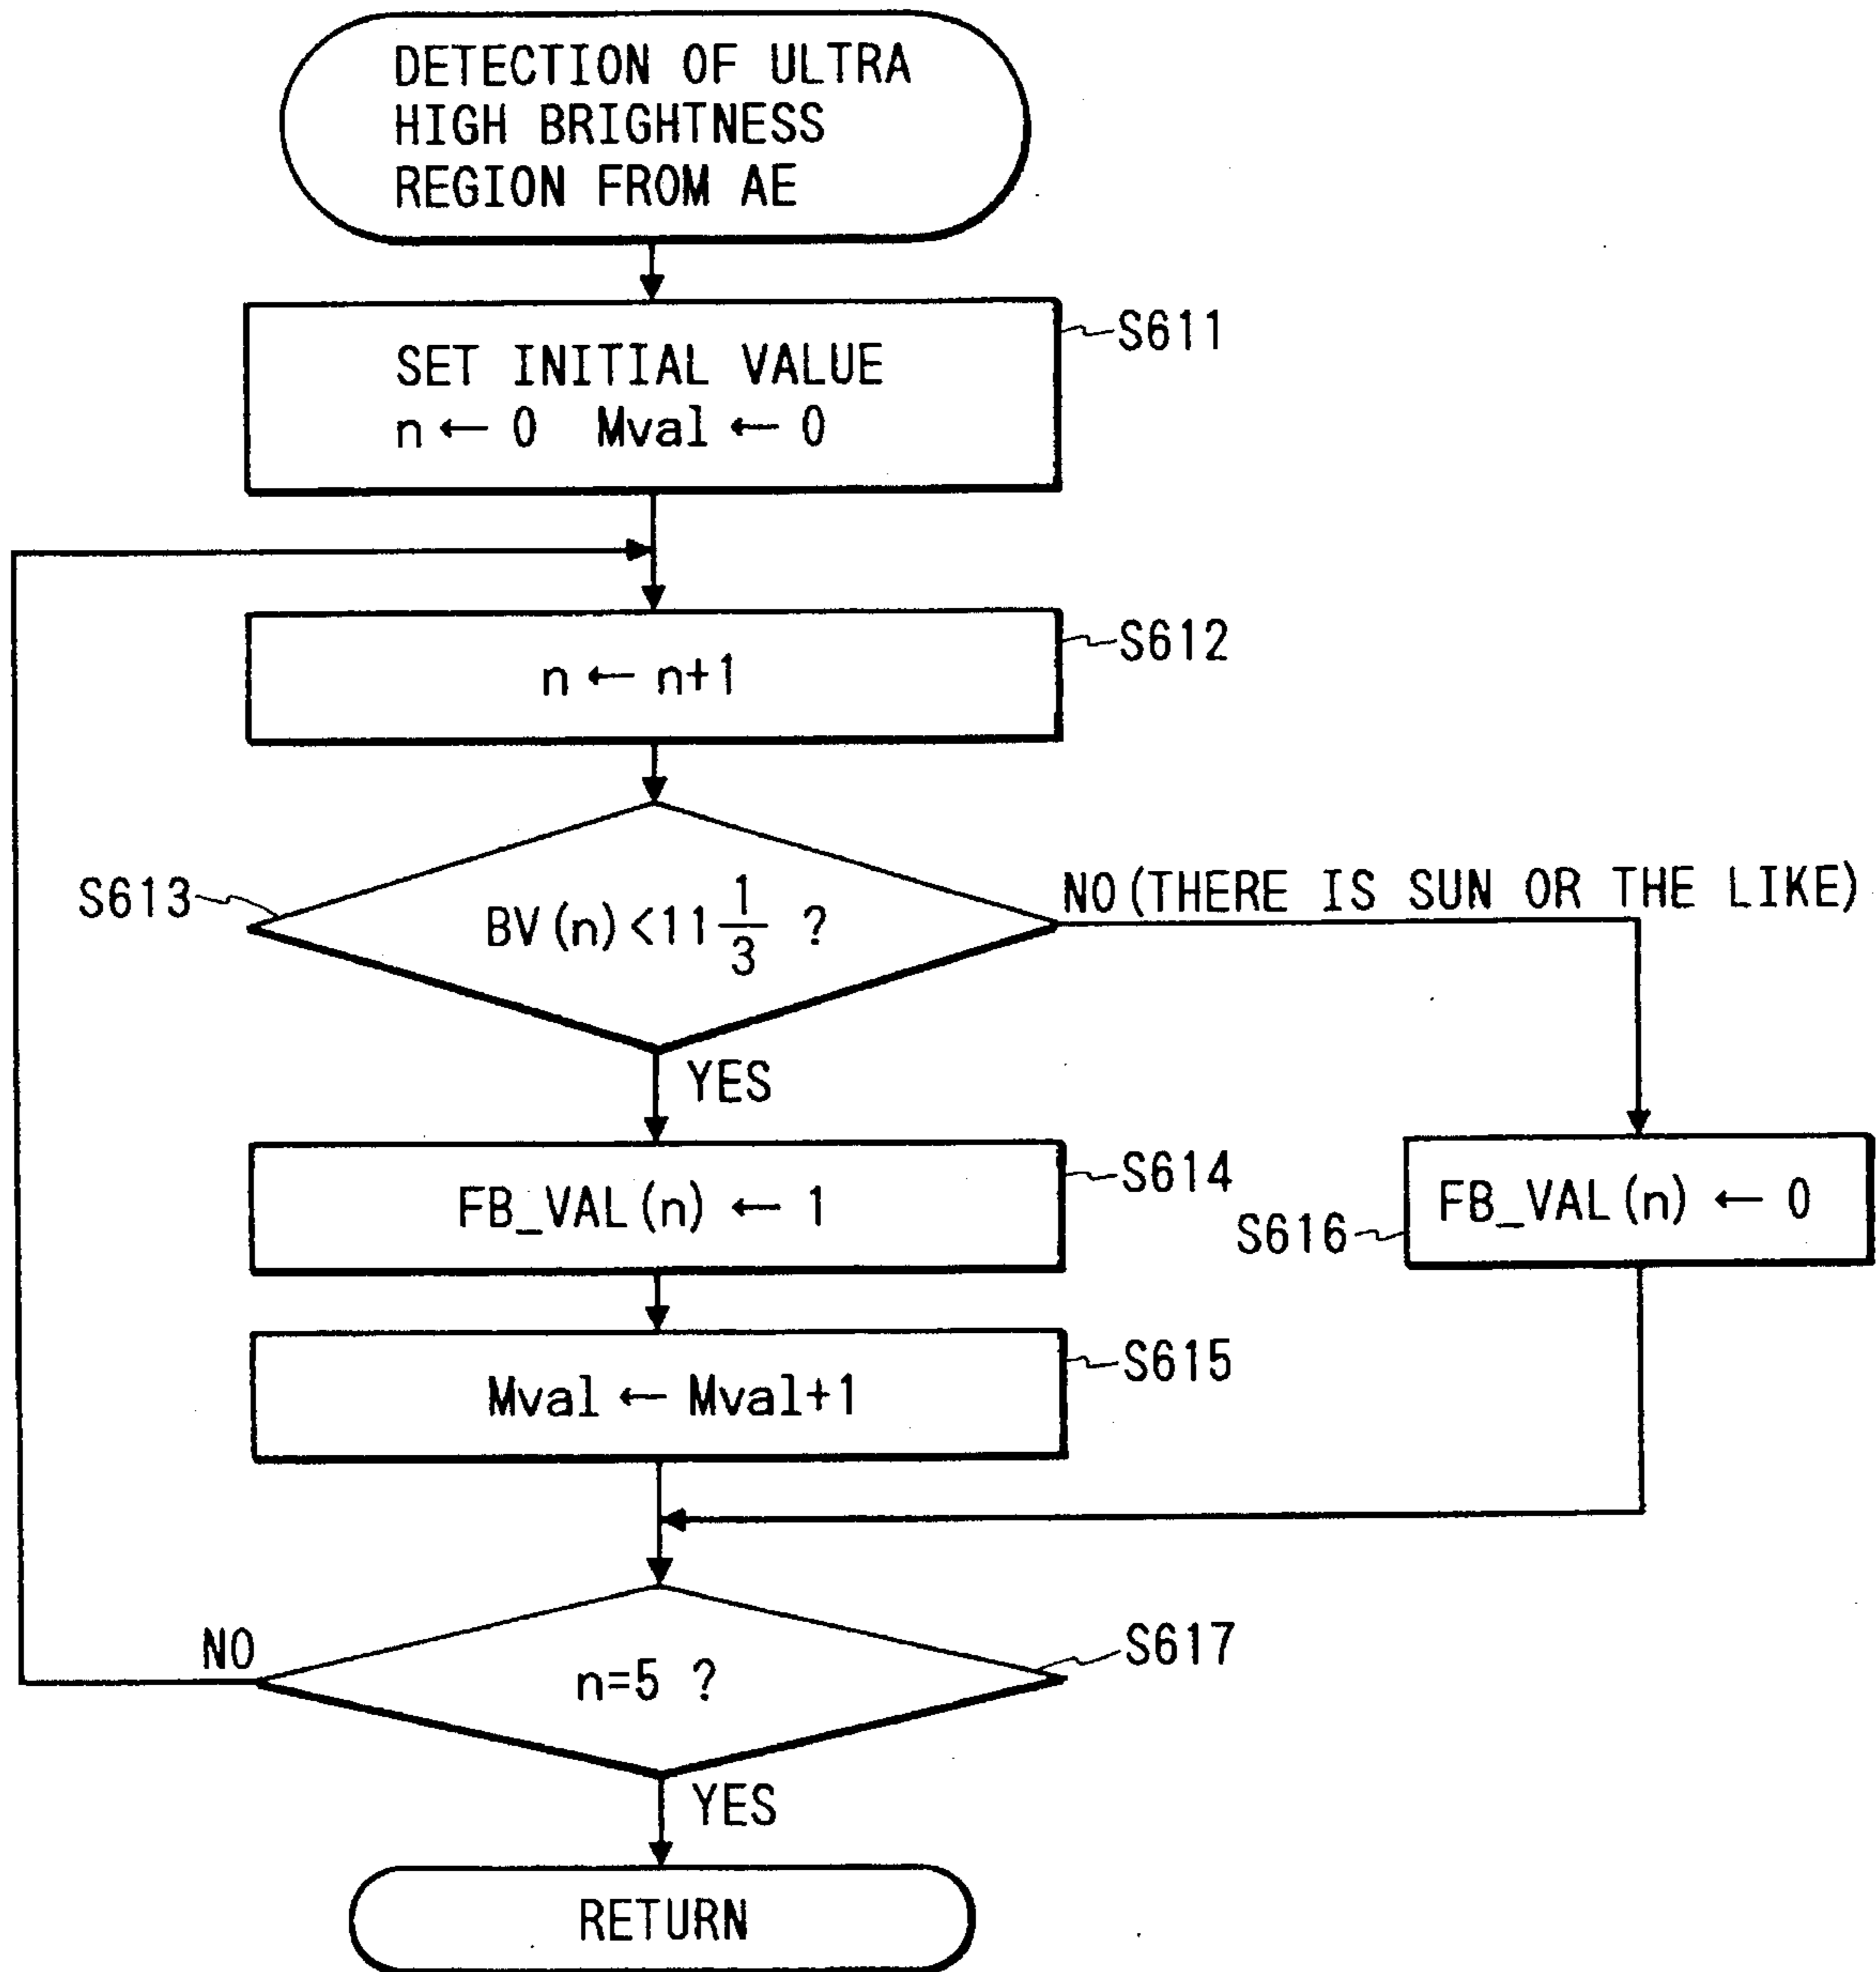 DETECTION OF ULTRA
HIGH BRIGHTNESS
REGION FROM AE
SET INITIAL VALUE
n ← 0 Mval ← 0
S611
n ← n+1
S612
S613
BV(n)<11 1/3 ?
NO(THERE IS SUN OR THE LIKE)
YES
FB_VAL(n) ← 1
S614
FB_VAL(n) ← 0
S616
Mval ← Mval+1
S615
NO
n=5 ?
S617
YES
RETURN